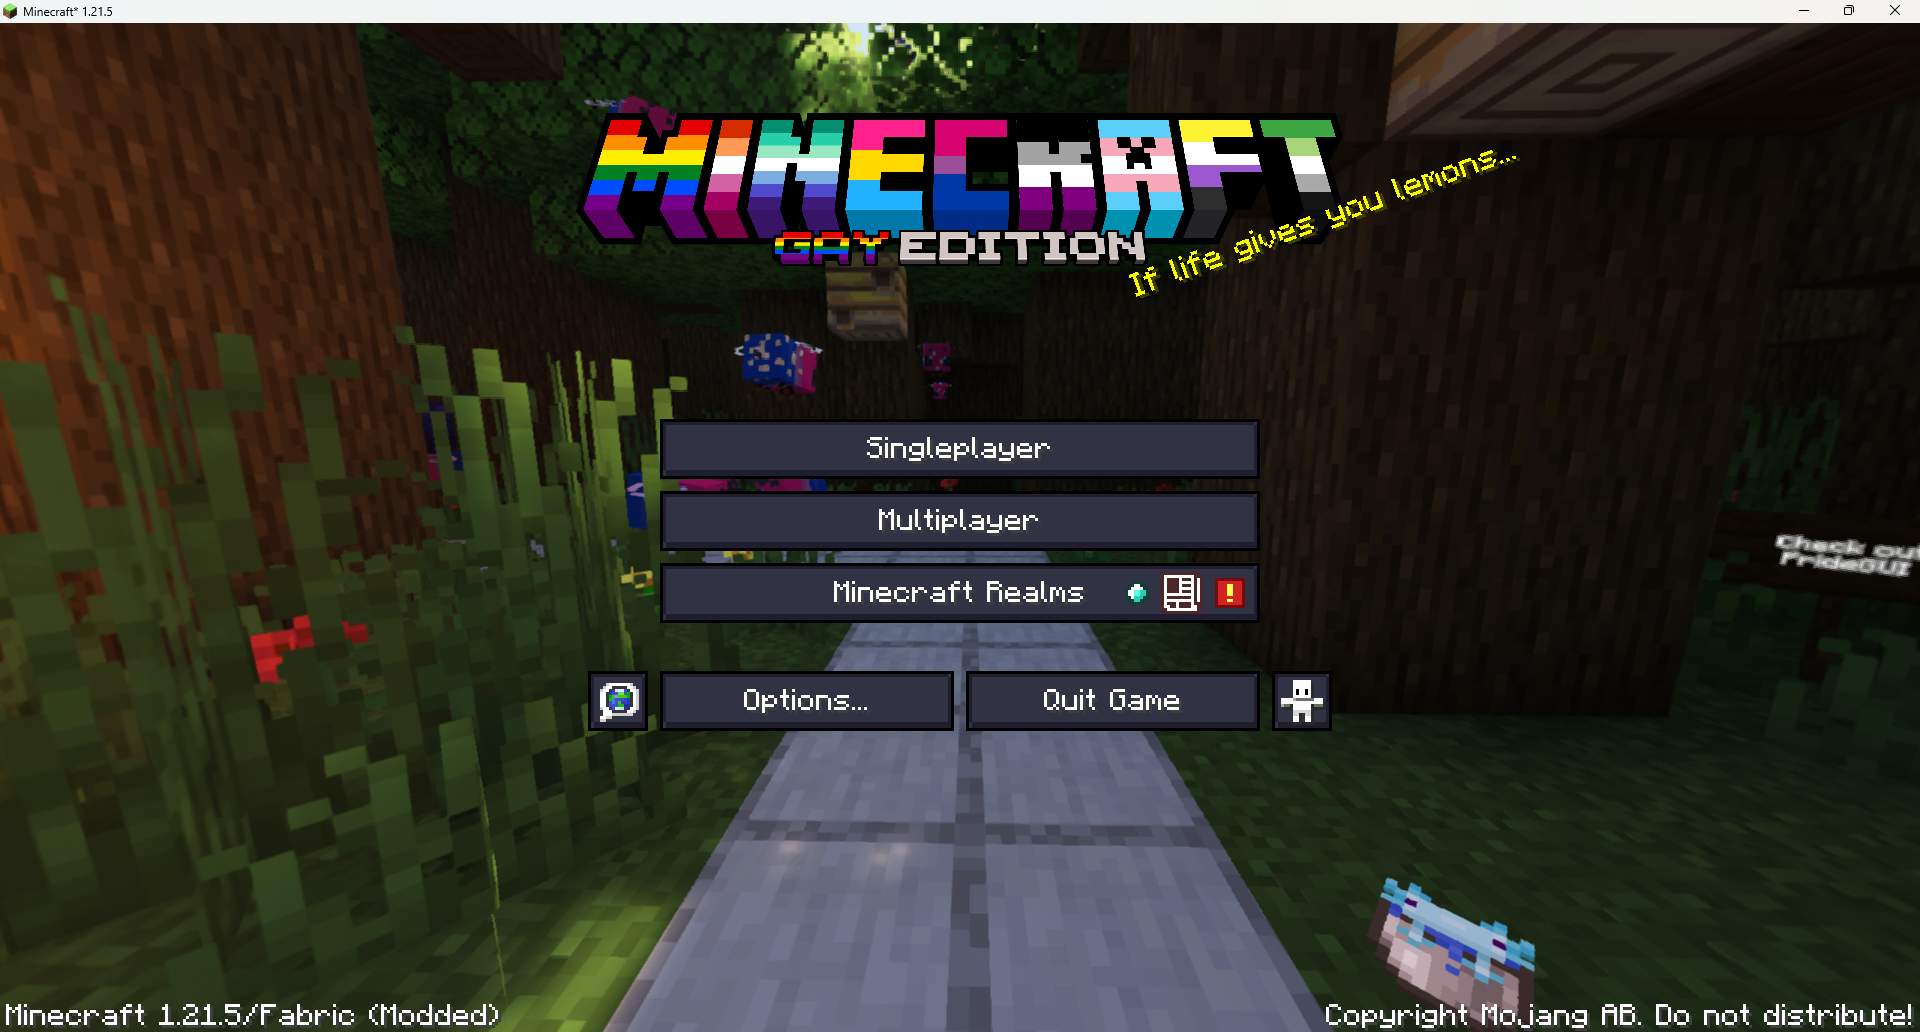 Minecraft* 1.21.5
MINECRAFT
GAY EDITION
If life gives you lemons...
Singleplayer
Multiplayer
Minecraft Realms
!
Options...
Quit Game
Check out
PrideGUI
Minecraft 1.21.5/Fabric (Modded)
Copyright Mojang AB. Do not distribute!